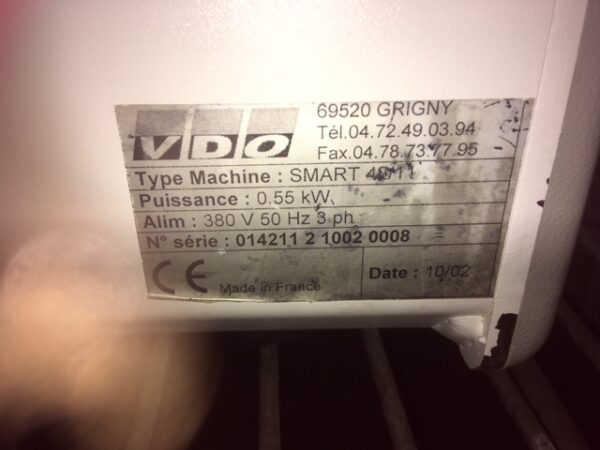 VDO
69520 GRIGNY
Tél.04.72.49.03.94
Fax.04.78.73.77.95
Type Machine : SMART 42/11
Puissance : 0.55 kW
Alim : 380 V 50 Hz 3 ph
N° série : 014211 2 1002 0008
CE Made in France
Date : 10/02